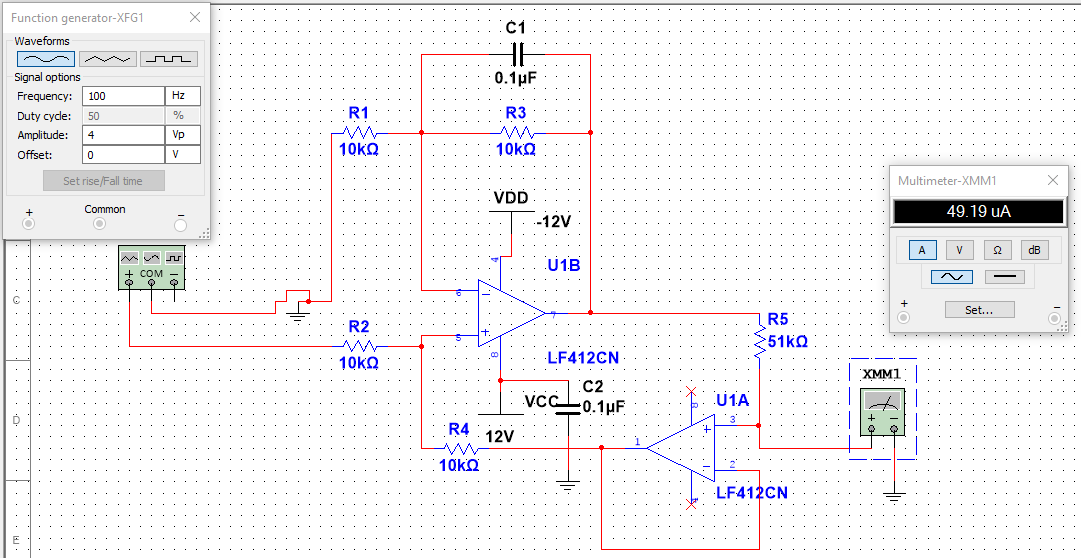 Function generator-XFG1
Waveforms
Signal options
Frequency: 100 Hz
Duty cycle: 50 %
Amplitude: 4 Vp
Offset: 0 V
Set rise/Fall time
+ Common −
+ COM −
C1
0.1µF
R1
10kΩ
R3
10kΩ
VDD
-12V
4
U1B
6
−
7
+
5
8
LF412CN
R2
10kΩ
VCC
12V
C2
0.1µF
R4
10kΩ
R5
51kΩ
U1A
8
3
+
1
−
2
4
LF412CN
XMM1
+ −
Multimeter-XMM1
49.19 uA
A V Ω dB
+ Set... −
C
D
E